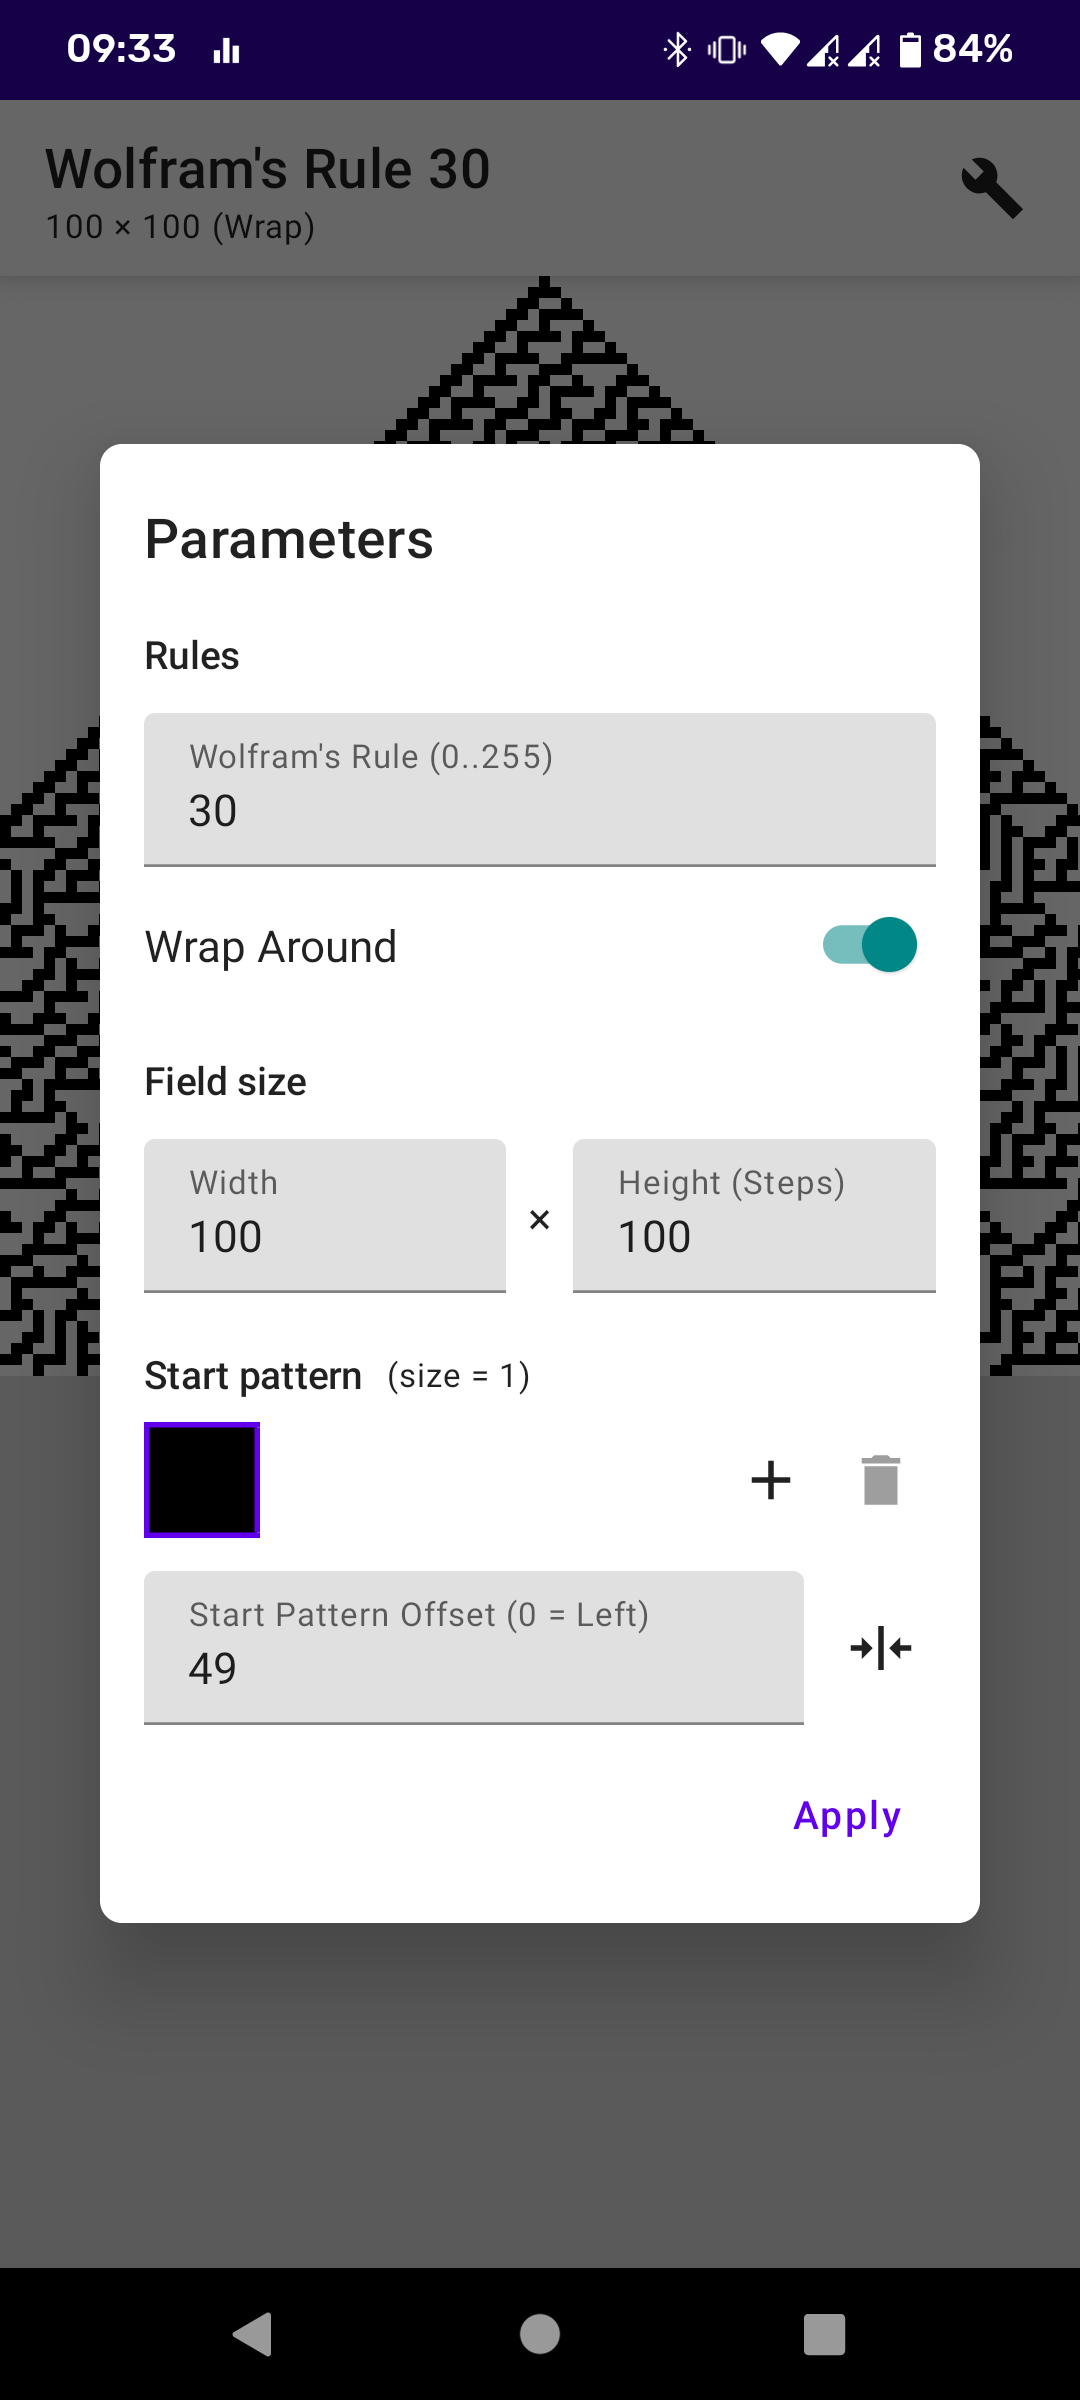 09:33
84%
Wolfram's Rule 30
100 × 100 (Wrap)
Parameters
Rules
Wolfram's Rule (0..255)
30
Wrap Around
Field size
Width
100
×
Height (Steps)
100
Start pattern (size = 1)
Start Pattern Offset (0 = Left)
49
Apply